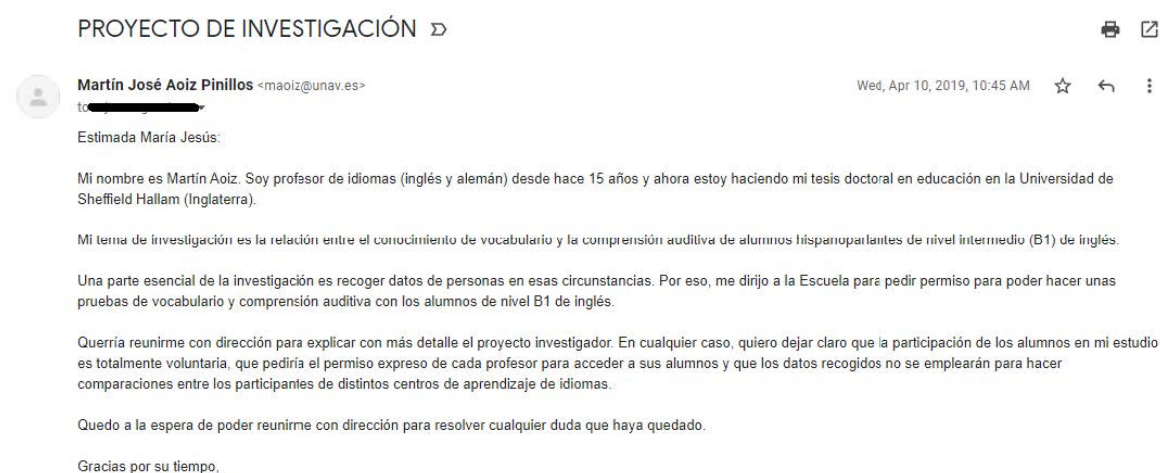 PROYECTO DE INVESTIGACIÓN
Martín José Aoiz Pinillos <maoiz@unav.es>
Wed, Apr 10, 2019, 10:45 AM
to
Estimada María Jesús:
Mi nombre es Martín Aoiz. Soy profesor de idiomas (inglés y alemán) desde hace 15 años y ahora estoy haciendo mi tesis doctoral en educación en la Universidad de
Sheffield Hallam (Inglaterra).
Mi tema de investigación es la relación entre el conocimiento de vocabulario y la comprensión auditiva de alumnos hispanoparlantes de nivel intermedio (B1) de inglés.
Una parte esencial de la investigación es recoger datos de personas en esas circunstancias. Por eso, me dirijo a la Escuela para pedir permiso para poder hacer unas
pruebas de vocabulario y comprensión auditiva con los alumnos de nivel B1 de inglés.
Querría reunirme con dirección para explicar con más detalle el proyecto investigador. En cualquier caso, quiero dejar claro que la participación de los alumnos en mi estudio
es totalmente voluntaria, que pediría el permiso expreso de cada profesor para acceder a sus alumnos y que los datos recogidos no se emplearán para hacer
comparaciones entre los participantes de distintos centros de aprendizaje de idiomas.
Quedo a la espera de poder reunirme con dirección para resolver cualquier duda que haya quedado.
Gracias por su tiempo,